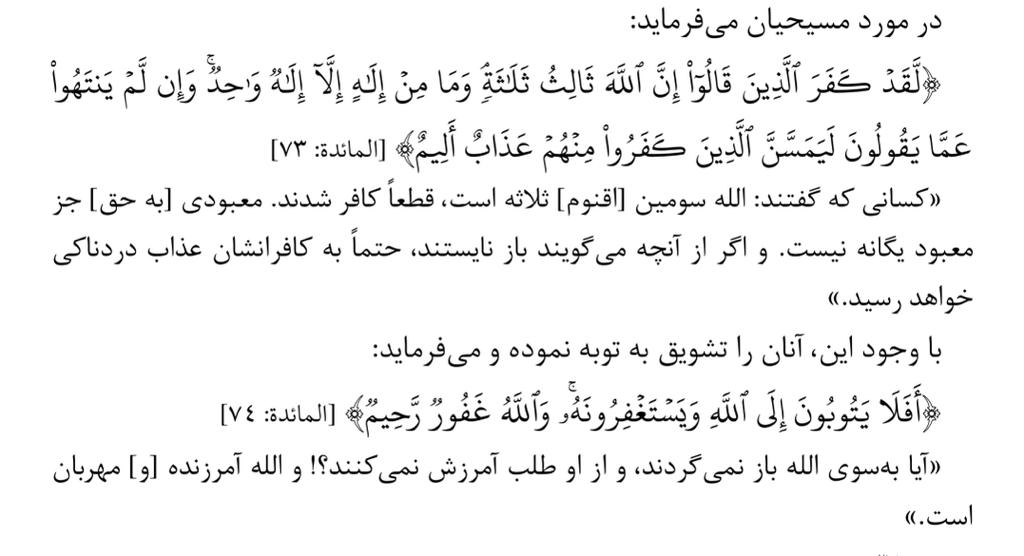 در مورد مسیحیان می‌فرماید:
﴿لَّقَدۡ كَفَرَ ٱلَّذِينَ قَالُوٓاْ إِنَّ ٱللَّهَ ثَالِثُ ثَلَٰثَةٖۘ وَمَا مِنۡ إِلَٰهٍ إِلَّآ إِلَٰهٞ وَٰحِدٞۚ وَإِن لَّمۡ يَنتَهُواْ
عَمَّا يَقُولُونَ لَيَمَسَّنَّ ٱلَّذِينَ كَفَرُواْ مِنۡهُمۡ عَذَابٌ أَلِيمٌ﴾ [المائدة: ٧٣]
«کسانی که گفتند: الله سومین [اقنوم] ثلاثه است، قطعاً کافر شدند. معبودی [به حق] جز
معبود یگانه نیست. و اگر از آنچه می‌گویند باز نایستند، حتماً به کافرانشان عذاب دردناکی
خواهد رسید.»
با وجود این، آنان را تشویق به توبه نموده و می‌فرماید:
﴿أَفَلَا يَتُوبُونَ إِلَى ٱللَّهِ وَيَسۡتَغۡفِرُونَهُۥۚ وَٱللَّهُ غَفُورٞ رَّحِيمٞ﴾ [المائدة: ٧٤]
«آیا به‌سوی الله باز نمی‌گردند، و از او طلب آمرزش نمی‌کنند؟! و الله آمرزنده [و] مهربان
است.»